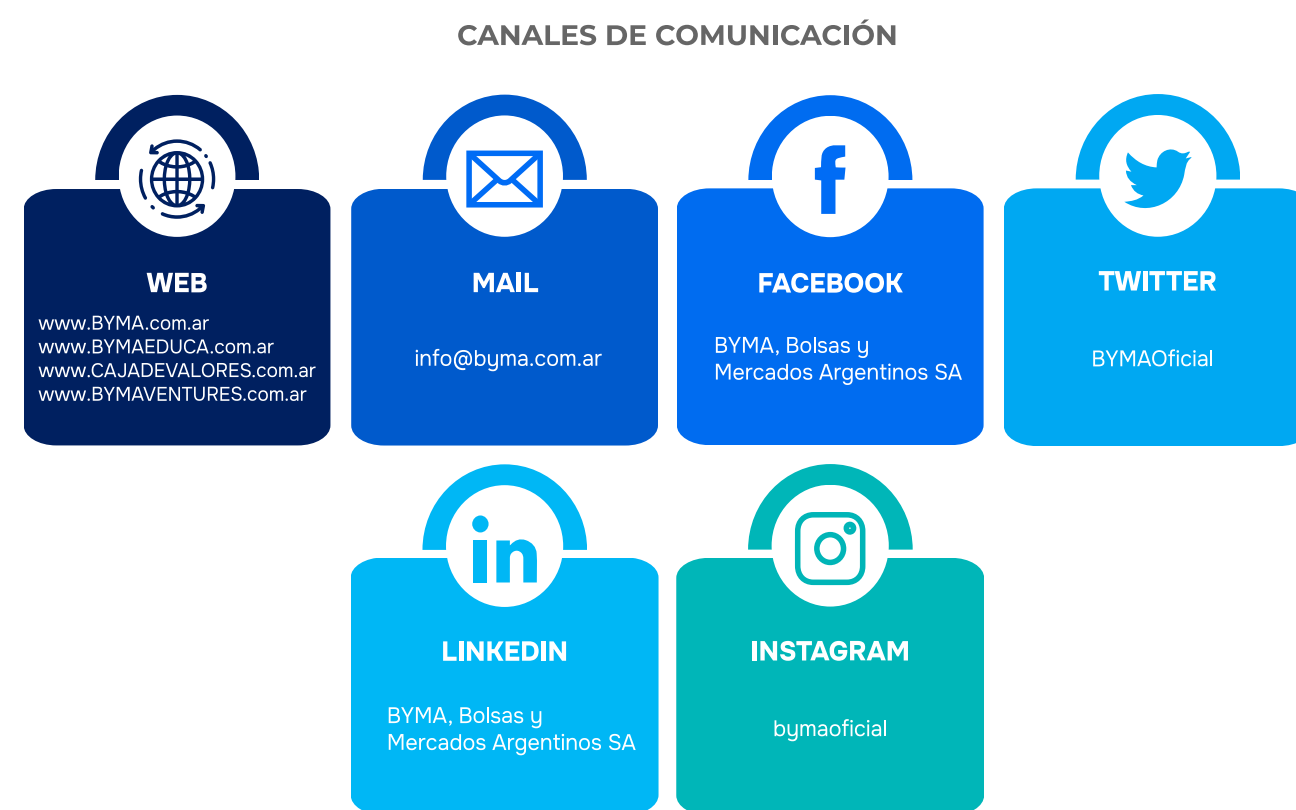 CANALES DE COMUNICACIÓN
WEB
www.BYMA.com.ar
www.BYMAEDUCA.com.ar
www.CAJADEVALORES.com.ar
www.BYMAVENTURES.com.ar
MAIL
info@byma.com.ar
f
FACEBOOK
BYMA, Bolsas y
Mercados Argentinos SA
TWITTER
BYMAOficial
in
LINKEDIN
BYMA, Bolsas y
Mercados Argentinos SA
INSTAGRAM
bymaoficial